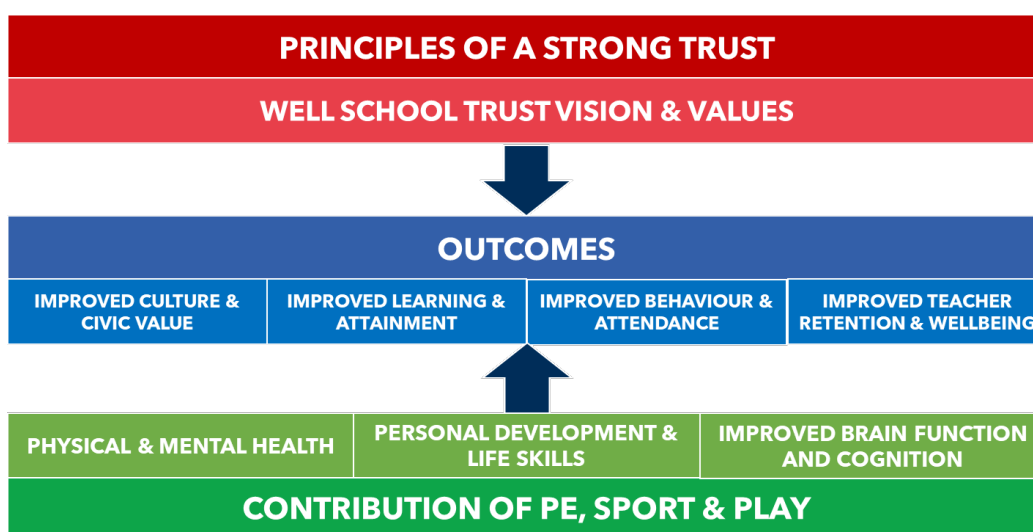 PRINCIPLES OF A STRONG TRUST
WELL SCHOOL TRUST VISION & VALUES
OUTCOMES
IMPROVED CULTURE &
CIVIC VALUE
IMPROVED LEARNING &
ATTAINMENT
IMPROVED BEHAVIOUR &
ATTENDANCE
IMPROVED TEACHER
RETENTION & WELLBEING
PHYSICAL & MENTAL HEALTH
PERSONAL DEVELOPMENT &
LIFE SKILLS
IMPROVED BRAIN FUNCTION
AND COGNITION
CONTRIBUTION OF PE, SPORT & PLAY